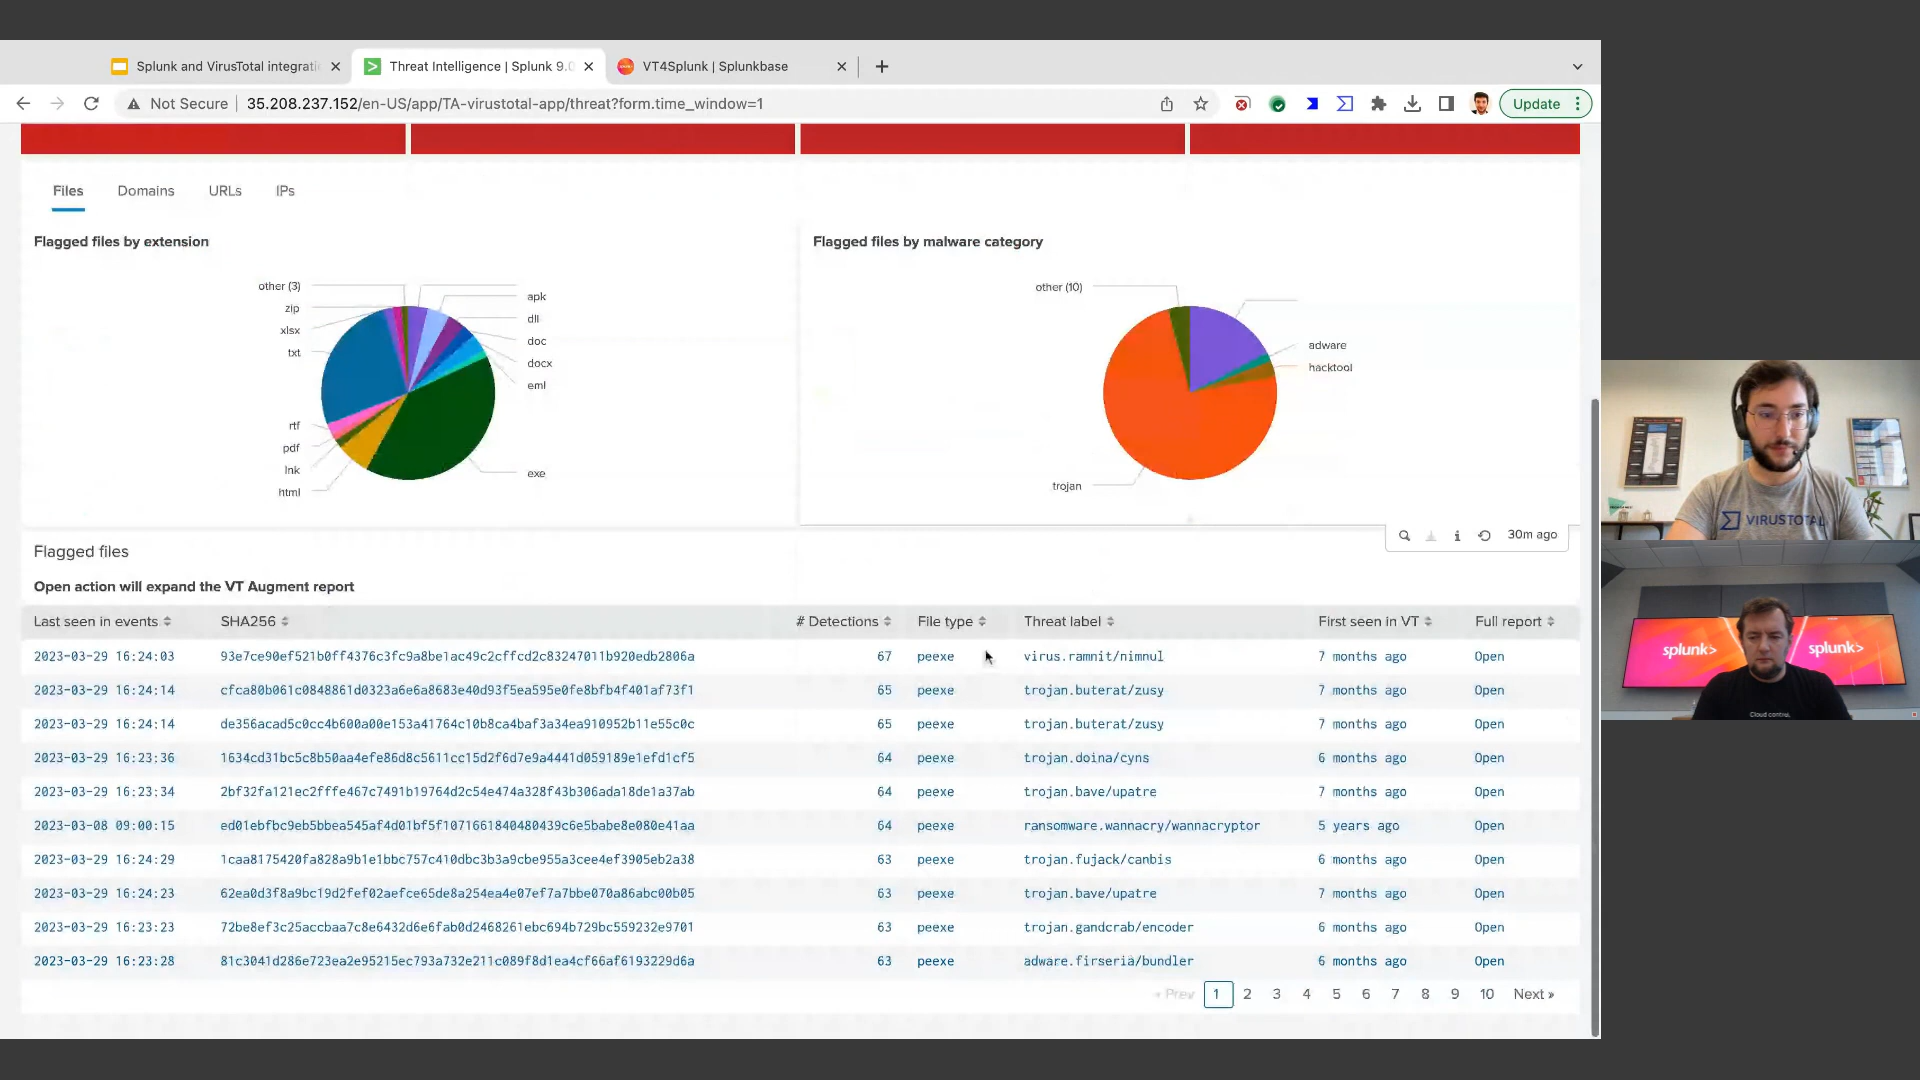 Splunk and VirusTotal integrati
Threat Intelligence | Splunk 9.0
VT4Splunk | Splunkbase
Not Secure
35.208.237.152/en-US/app/TA-virustotal-app/threat?form.time_window=1
Update
Files
Domains
URLs
IPs
Flagged files by extension
other (3)
zip
xlsx
txt
rtf
pdf
lnk
html
apk
dll
doc
docx
eml
exe
Flagged files by malware category
other (10)
adware
hacktool
trojan
30m ago
Flagged files
Open action will expand the VT Augment report
Last seen in events SHA256 # Detections File type Threat label First seen in VT Full report
2023-03-29 16:24:03 93e7ce90ef521b0ff4376c3fc9a8be1ac49c2cffcd2c83247011b920edb2806a 67 peexe virus.ramnit/nimnul 7 months ago Open
2023-03-29 16:24:14 cfca80b061c0848861d0323a6e6a8683e40d93f5ea595e0fe8bfb4f401af73f1 65 peexe trojan.buterat/zusy 7 months ago Open
2023-03-29 16:24:14 de356acad5c0cc4b600a00e153a41764c10b8ca4baf3a34ea910952b11e55c0c 65 peexe trojan.buterat/zusy 7 months ago Open
2023-03-29 16:23:36 1634cd31bc5c8b50aa4efe86d8c5611cc15d2f6d7e9a4441d059189e1efd1cf5 64 peexe trojan.doina/cyns 6 months ago Open
2023-03-29 16:23:34 2bf32fa121ec2fffe467c7491b19764d2c54e474a328f43b306ada18de1a37ab 64 peexe trojan.bave/upatre 7 months ago Open
2023-03-08 09:00:15 ed01ebfbc9eb5bbea545af4d01bf5f1071661840480439c6e5babe8e080e41aa 64 peexe ransomware.wannacry/wannacryptor 5 years ago Open
2023-03-29 16:24:29 1caa8175420fa828a9b1e1bbc757c410dbc3b3a9cbe955a3cee4ef3905eb2a38 63 peexe trojan.fujack/canbis 6 months ago Open
2023-03-29 16:24:23 62ea0d3f8a9bc19d2fef02aefce65de8a254ea4e07ef7a7bbe070a86abc00b05 63 peexe trojan.bave/upatre 7 months ago Open
2023-03-29 16:23:23 72be8ef3c25accbaa7c8e6432d6e6fab0d2468261ebc694b729bc559232e9701 63 peexe trojan.gandcrab/encoder 6 months ago Open
2023-03-29 16:23:28 81c3041d286e723ea2e95215ec793a732e211c089f8d1ea4cf66af6193229d6a 63 peexe adware.firseria/bundler 6 months ago Open
« Prev 1 2 3 4 5 6 7 8 9 10 Next »
VIRUSTOTAL
splunk>
splunk>
Cloud control,